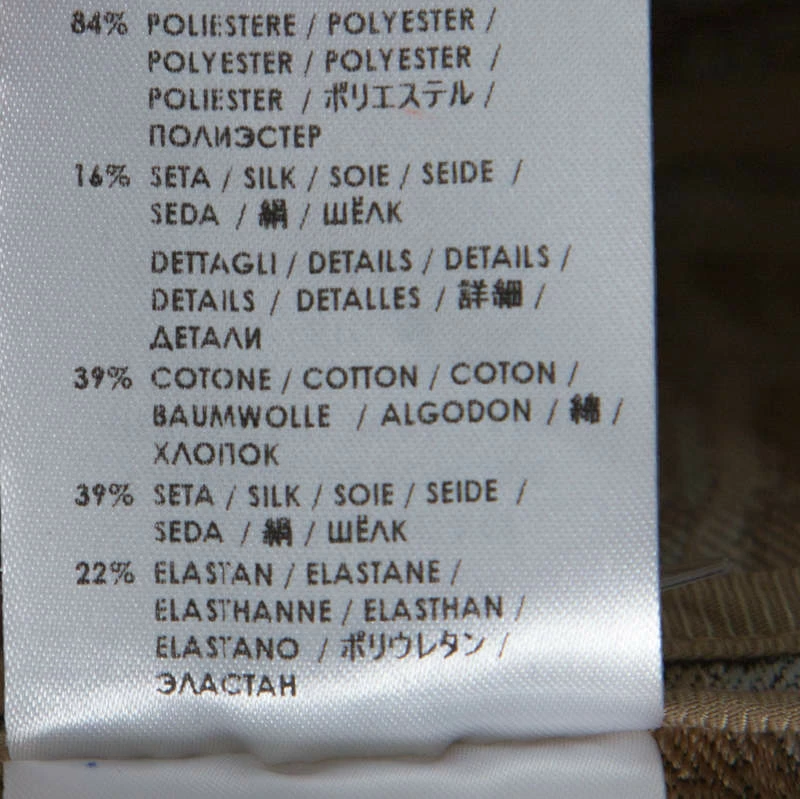 84% POLIESTERE / POLYESTER /
POLYESTER / POLYESTER /
POLIESTER / ポリエステル /
ПОЛИЭСТЕР
16% SETA / SILK / SOIE / SEIDE /
SEDA / 絹 / ШЁЛК
DETTAGLI / DETAILS / DETAILS /
DETAILS / DETALLES / 詳細 /
ДЕТАЛИ
39% COTONE / COTTON / COTON /
BAUMWOLLE / ALGODON / 綿 /
ХЛОПОК
39% SETA / SILK / SOIE / SEIDE /
SEDA / 絹 / ШЁЛК
22% ELASTAN / ELASTANE /
ELASTHANNE / ELASTHAN /
ELASTANO / ポリウレタン /
ЭЛАСТАН